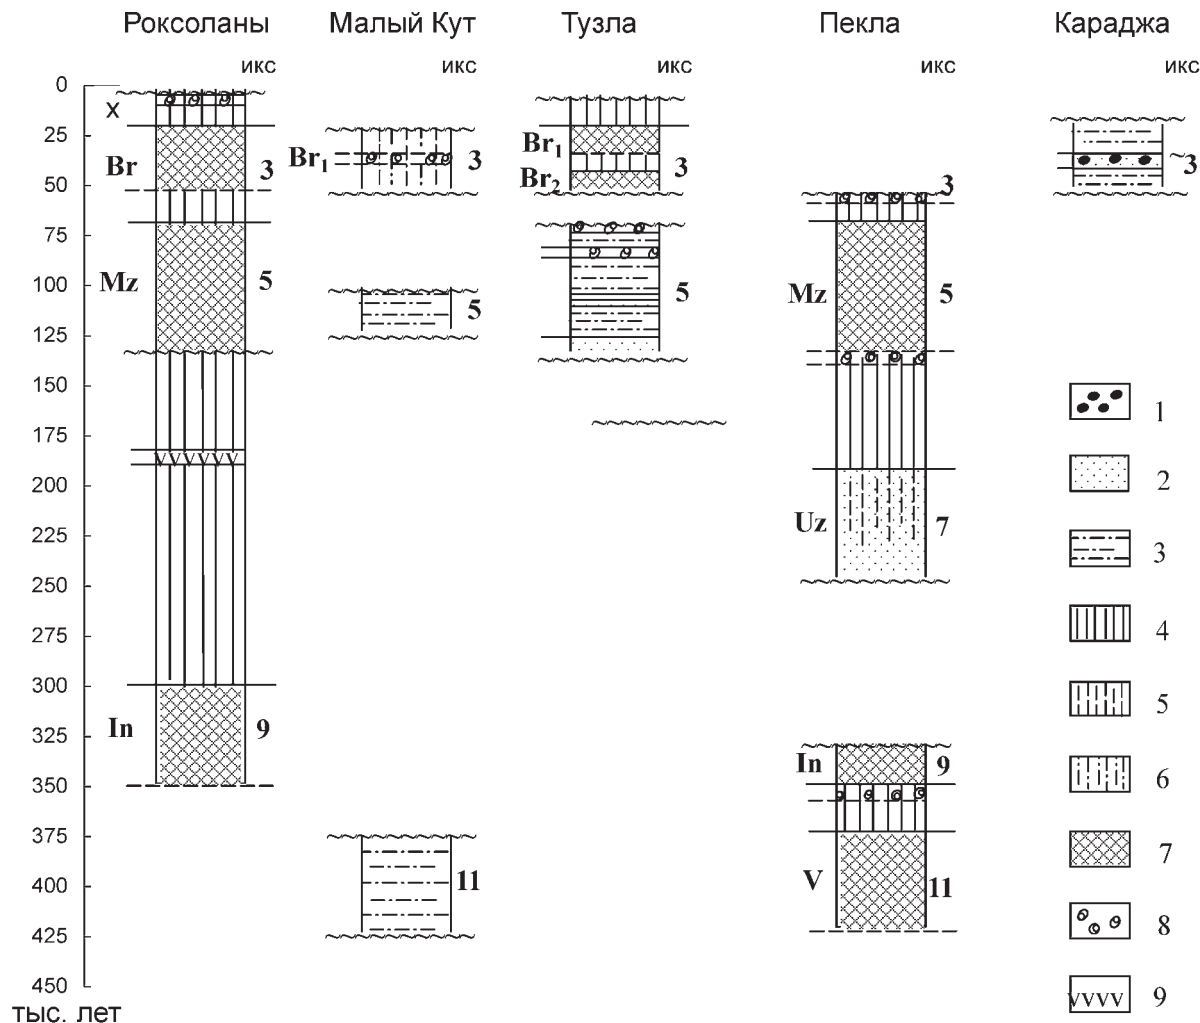 Роксоланы Малый Кут Тузла Пекла Караджа
икс икс икс икс икс
0
25
50
75
100
125
150
175
200
225
250
275
300
325
350
375
400
425
450
тыс. лет
X
Br 3
Mz 5
VVVVVV
In 9
Br1 3
5
11
Br1
Br2 3
5
3
Mz 5
Uz 7
In 9
V 11
~3
1
2
3
4
5
6
7
8
VVVV 9